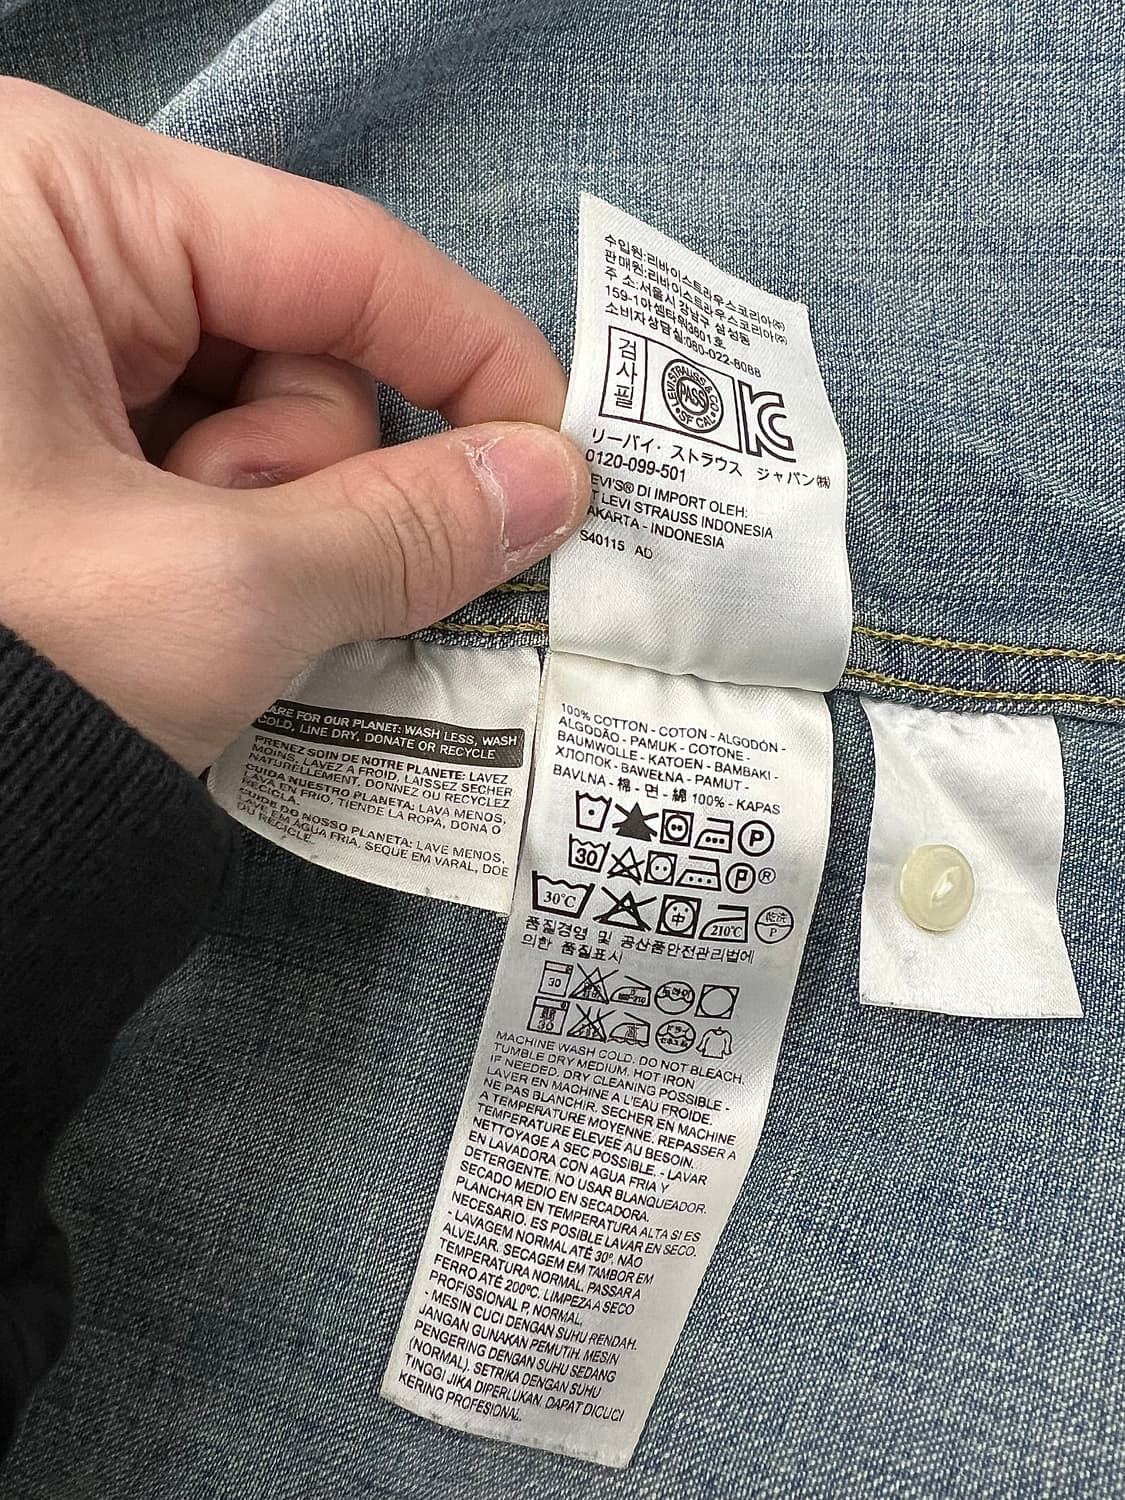 수입원:리바이스트라우스코리아㈜
판매원:리바이스트라우스코리아㈜
주 소:서울시 강남구 삼성동
159-1아셈타워3601호
소비자상담실:080-022-8088
검사필
LEVI STRAUSS & CO
PASS
SF CAL
リーバイ・ストラウス ジャパン㈱
0120-099-501
EVI'S® DI IMPORT OLEH:
T LEVI STRAUSS INDONESIA
AKARTA - INDONESIA
S40115 AD
ARE FOR OUR PLANET: WASH LESS, WASH
COLD, LINE DRY, DONATE OR RECYCLE
PRENEZ SOIN DE NOTRE PLANETE: LAVEZ
MOINS, LAVEZ A FROID, LAISSEZ SECHER
NATURELLEMENT, DONNEZ OU RECYCLEZ
CUIDA NUESTRO PLANETA: LAVA MENOS,
LAVA EN FRIO, TIENDE LA ROPA, DONA O
RECICLA.
CUIDE DO NOSSO PLANETA: LAVE MENOS,
LAVE EM AGUA FRIA, SEQUE EM VARAL, DOE
OU RECICLE.
100% COTTON - COTON - ALGODÓN -
ALGODÃO - PAMUK - COTONE -
BAUMWOLLE - KATOEN - BAMBAKI -
ХЛОПОК - BAWEŁNA - PAMUT -
BAVLNA - 棉 - 면 - 綿 100% - KAPAS
P
30 P ®
30°C 中 210°C 乾洗 P
품질경영 및 공산품안전관리법에
의한 품질표시
30
30
MACHINE WASH COLD. DO NOT BLEACH.
TUMBLE DRY MEDIUM. HOT IRON
IF NEEDED. DRY CLEANING POSSIBLE -
LAVER EN MACHINE A L'EAU FROIDE.
NE PAS BLANCHIR. SECHER EN MACHINE
A TEMPERATURE MOYENNE. REPASSER A
TEMPERATURE ELEVEE AU BESOIN.
NETTOYAGE A SEC POSSIBLE. - LAVAR
EN LAVADORA CON AGUA FRIA Y
DETERGENTE. NO USAR BLANQUEADOR.
SECADO MEDIO EN SECADORA.
PLANCHAR EN TEMPERATURA ALTA SI ES
NECESARIO. ES POSIBLE LAVAR EN SECO.
- LAVAGEM NORMAL ATÉ 30º. NÃO
ALVEJAR. SECAGEM EM TAMBOR EM
TEMPERATURA NORMAL. PASSAR A
FERRO ATÉ 200ºC. LIMPEZA A SECO
PROFISSIONAL P, NORMAL.
- MESIN CUCI DENGAN SUHU RENDAH.
JANGAN GUNAKAN PEMUTIH. MESIN
PENGERING DENGAN SUHU SEDANG
(NORMAL). SETRIKA DENGAN SUHU
TINGGI JIKA DIPERLUKAN. DAPAT DICUCI
KERING PROFESIONAL.